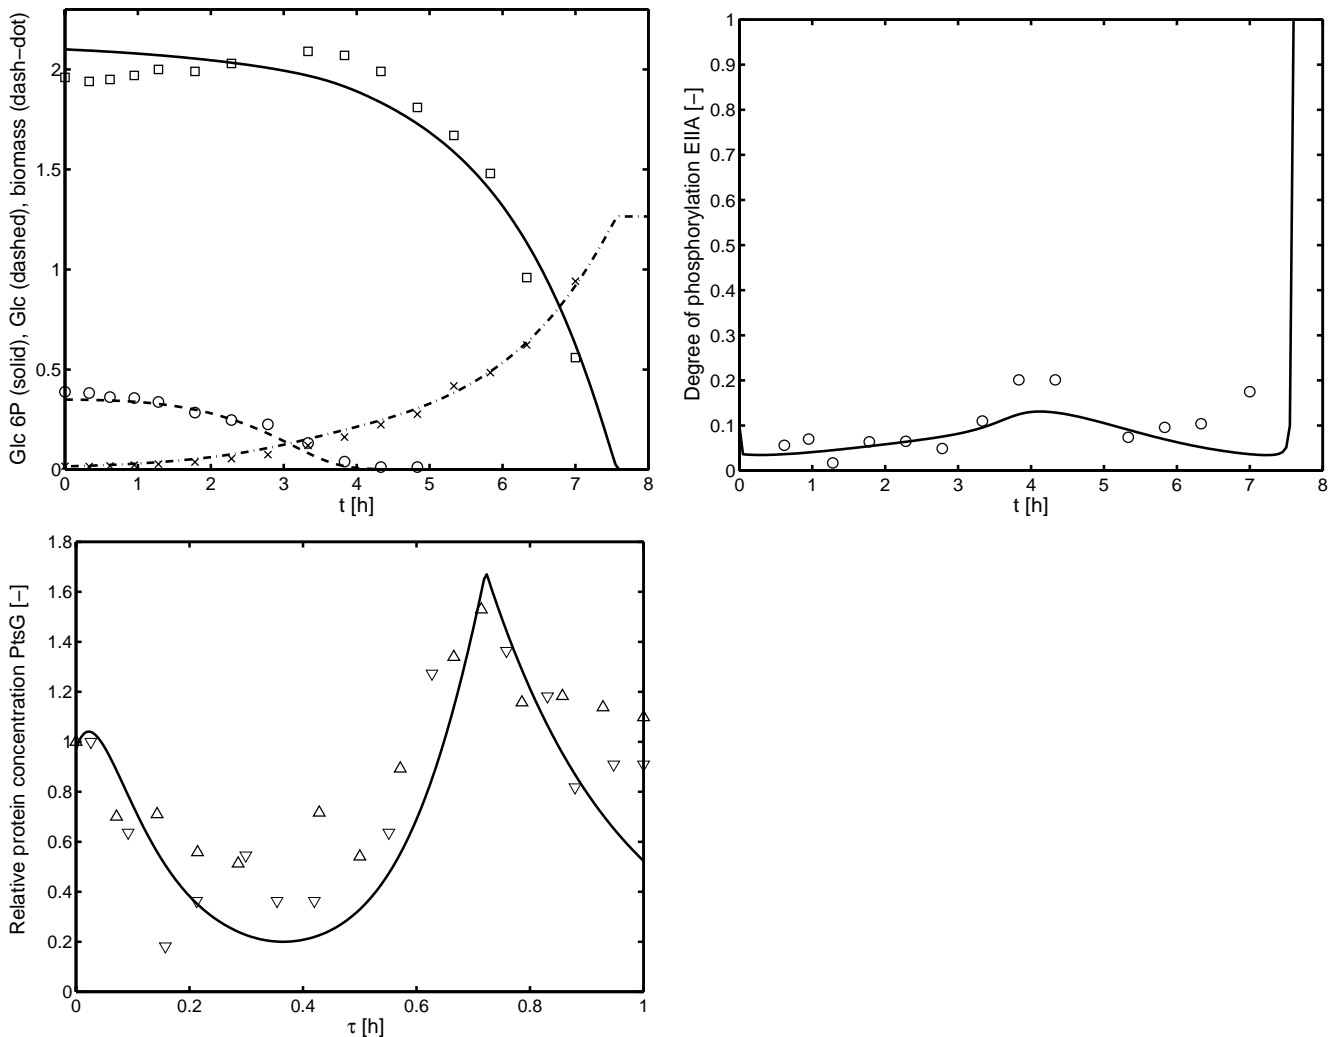 Glc 6P (solid), Glc (dashed), biomass (dash−dot)
2
1.5
1
0.5
0
0 1 2 3 4 5 6 7 8
t [h]
Degree of phosphorylation EIIA [−]
1
0.9
0.8
0.7
0.6
0.5
0.4
0.3
0.2
0.1
0
0 1 2 3 4 5 6 7 8
t [h]
Relative protein concentration PtsG [−]
1.8
1.6
1.4
1.2
1
0.8
0.6
0.4
0.2
0
0 0.2 0.4 0.6 0.8 1
τ [h]